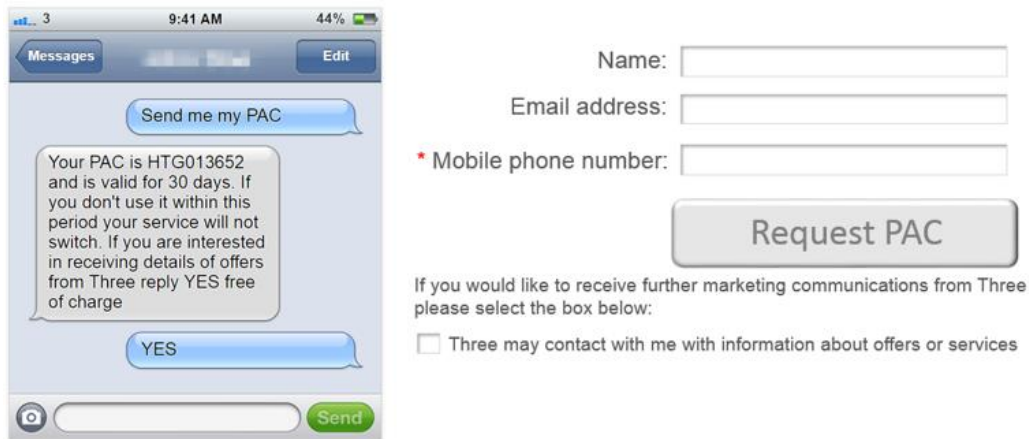 3 9:41 AM 44%
Messages Edit
Send me my PAC
Your PAC is HTG013652
and is valid for 30 days. If
you don't use it within this
period your service will not
switch. If you are interested
in receiving details of offers
from Three reply YES free
of charge
YES
Send
Name:
Email address:
* Mobile phone number:
Request PAC
If you would like to receive further marketing communications from Three
please select the box below:
Three may contact with me with information about offers or services